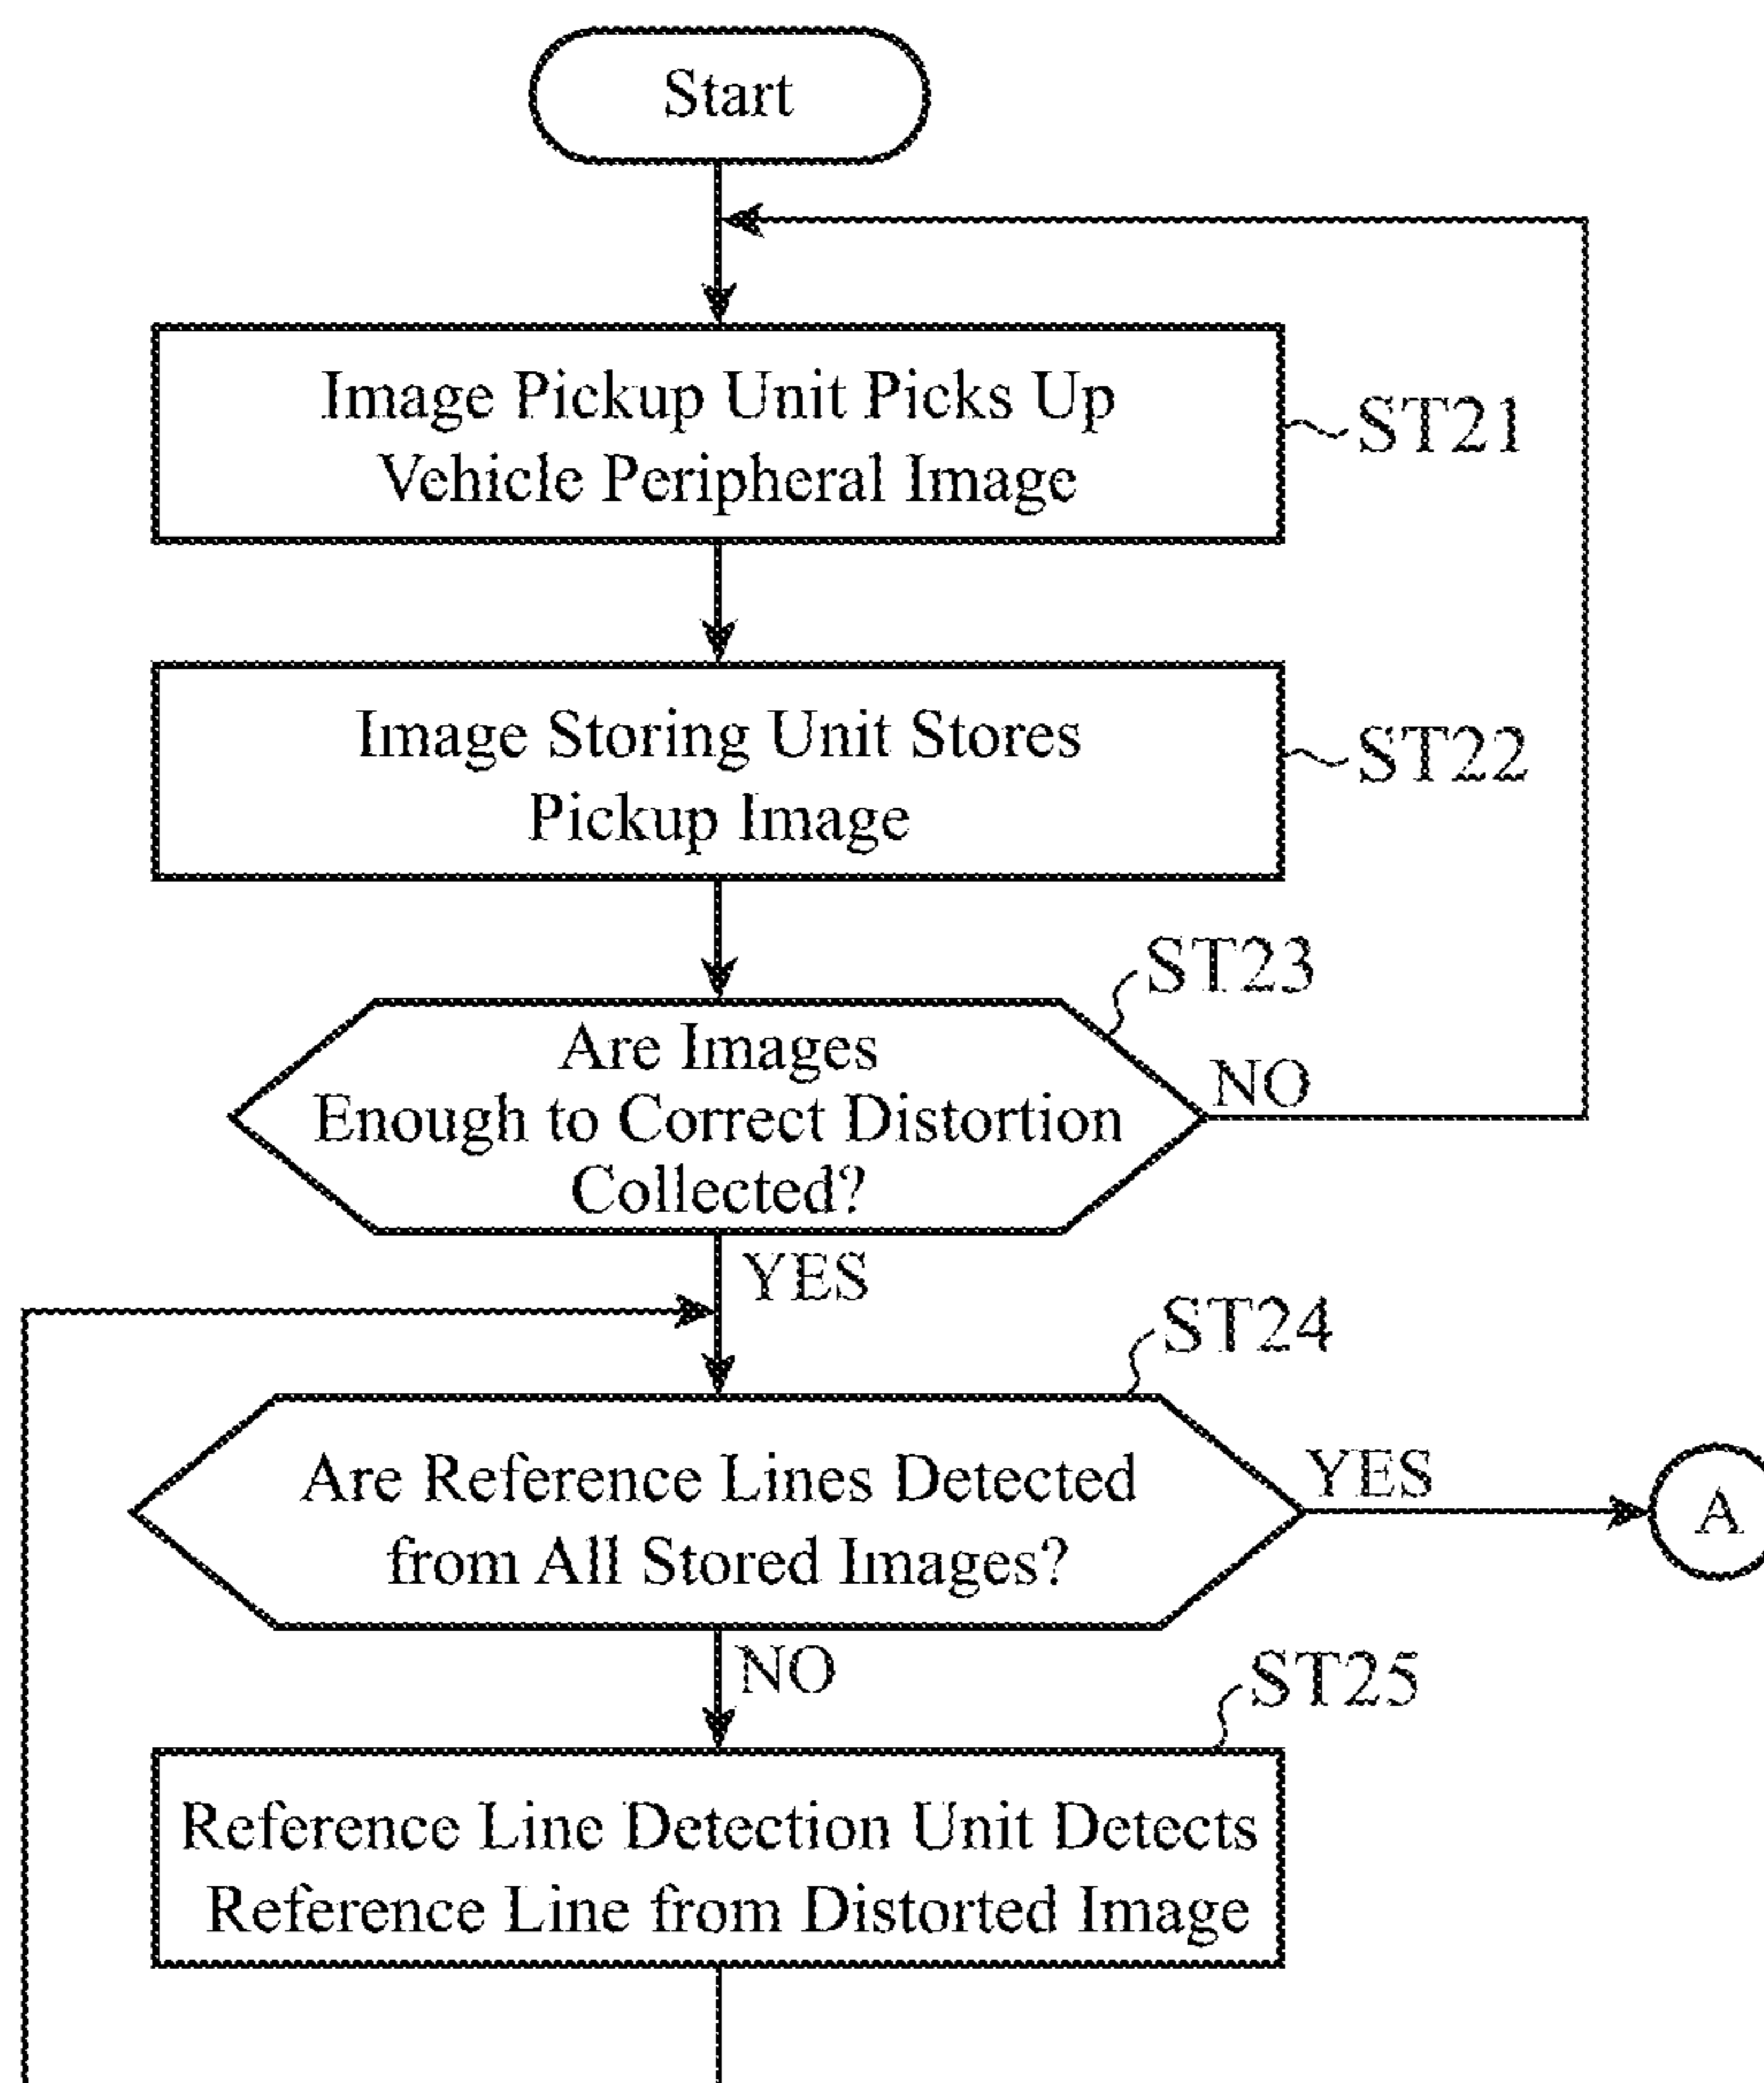 Start
Image Pickup Unit Picks Up
Vehicle Peripheral Image
ST21
Image Storing Unit Stores
Pickup Image
ST22
ST23
Are Images
Enough to Correct Distortion
Collected?
NO
YES
ST24
Are Reference Lines Detected
from All Stored Images?
YES
A
NO
ST25
Reference Line Detection Unit Detects
Reference Line from Distorted Image